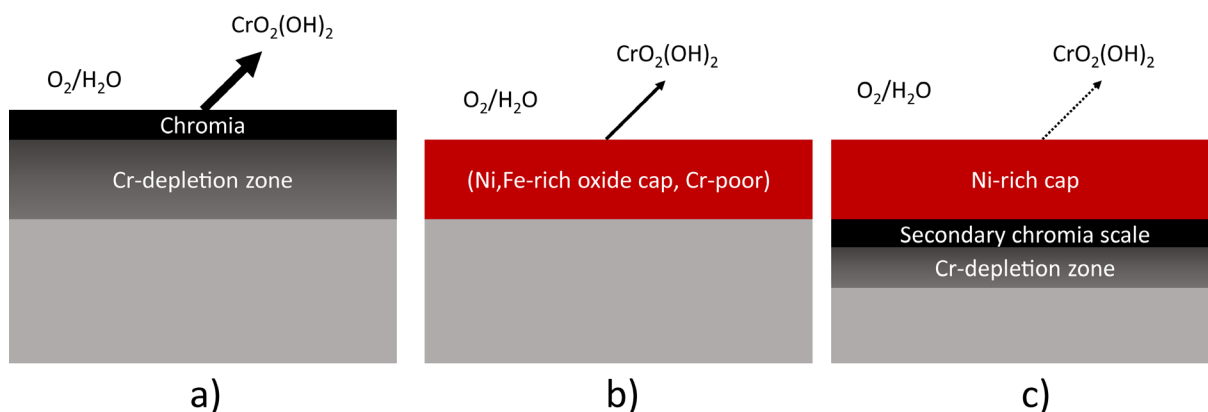 CrO₂(OH)₂
O₂/H₂O
Chromia
Cr-depletion zone
a)
CrO₂(OH)₂
O₂/H₂O
(Ni,Fe-rich oxide cap, Cr-poor)
b)
CrO₂(OH)₂
O₂/H₂O
Ni-rich cap
Secondary chromia scale
Cr-depletion zone
c)